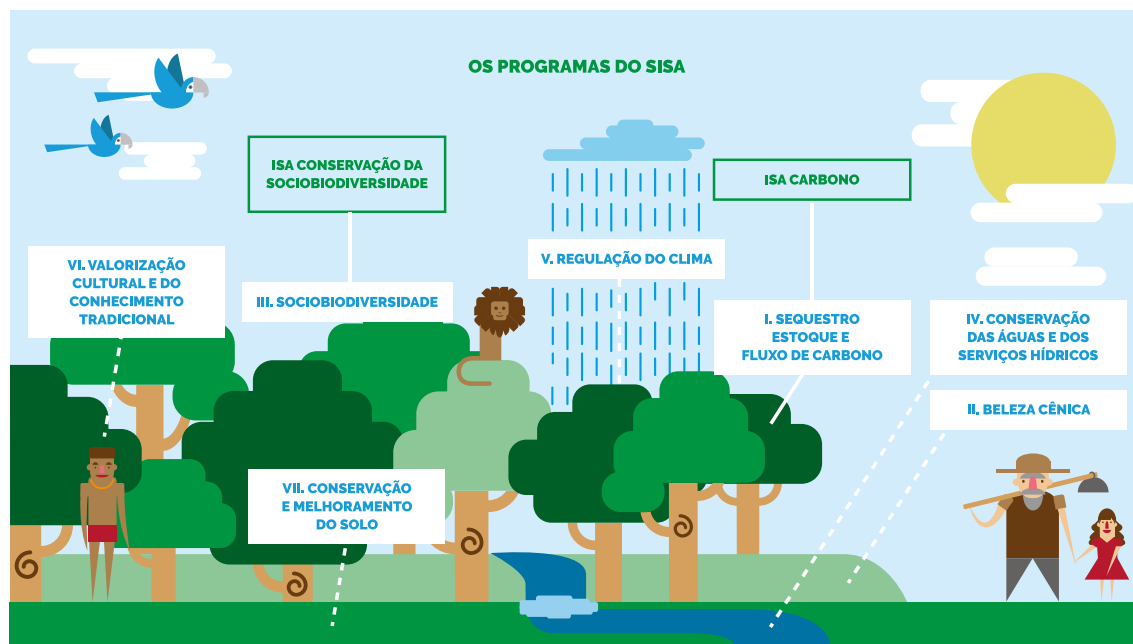 OS PROGRAMAS DO SISA
ISA CONSERVAÇÃO DA
SOCIOBIODIVERSIDADE
ISA CARBONO
VI. VALORIZAÇÃO
CULTURAL E DO
CONHECIMENTO
TRADICIONAL
III. SOCIOBIODIVERSIDADE
V. REGULAÇÃO DO CLIMA
I. SEQUESTRO
ESTOQUE E
FLUXO DE CARBONO
IV. CONSERVAÇÃO
DAS ÁGUAS E DOS
SERVIÇOS HÍDRICOS
II. BELEZA CÊNICA
VII. CONSERVAÇÃO
E MELHORAMENTO
DO SOLO